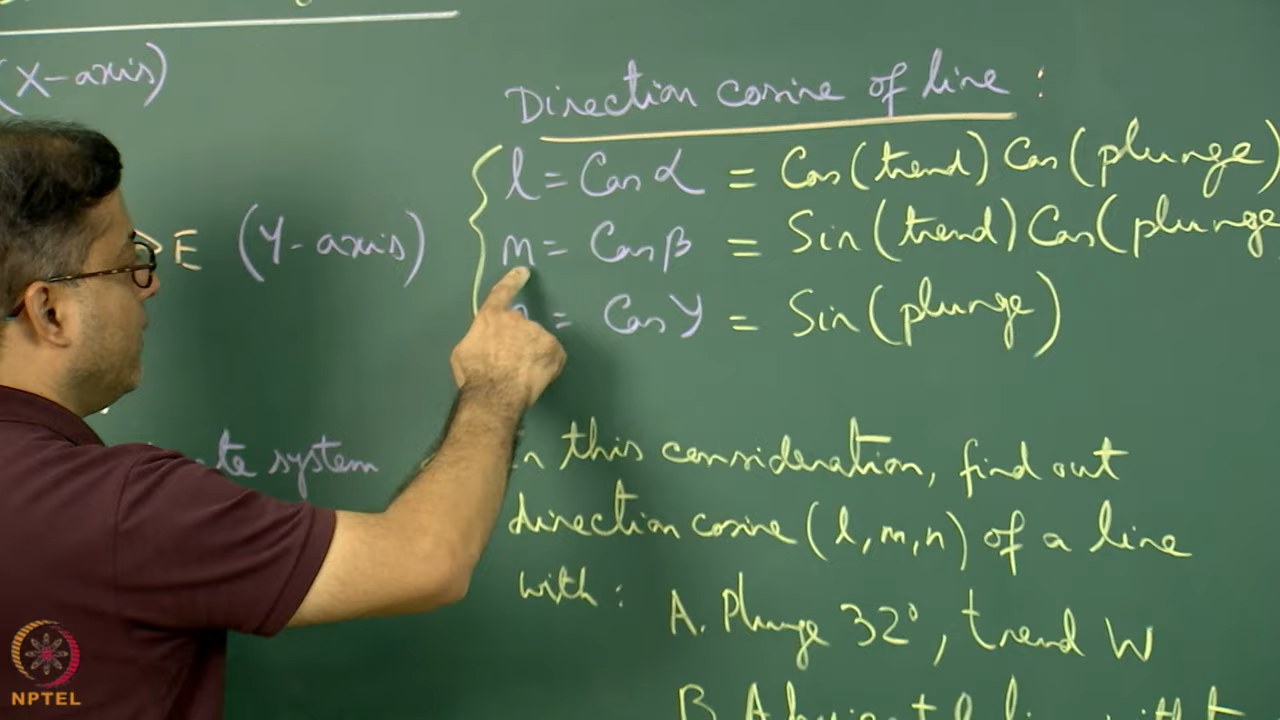 (X-axis)
E (Y-axis)
Direction cosine of line :
l = Cos α = Cos(trend) Cos(plunge)
m = Cos β = Sin(trend) Cos(plunge
= Cos γ = Sin(plunge)
system
this consideration, find out
direction cosine (l, m, n) of a line
with : A. Plunge 32°, trend W
B. A
NPTEL